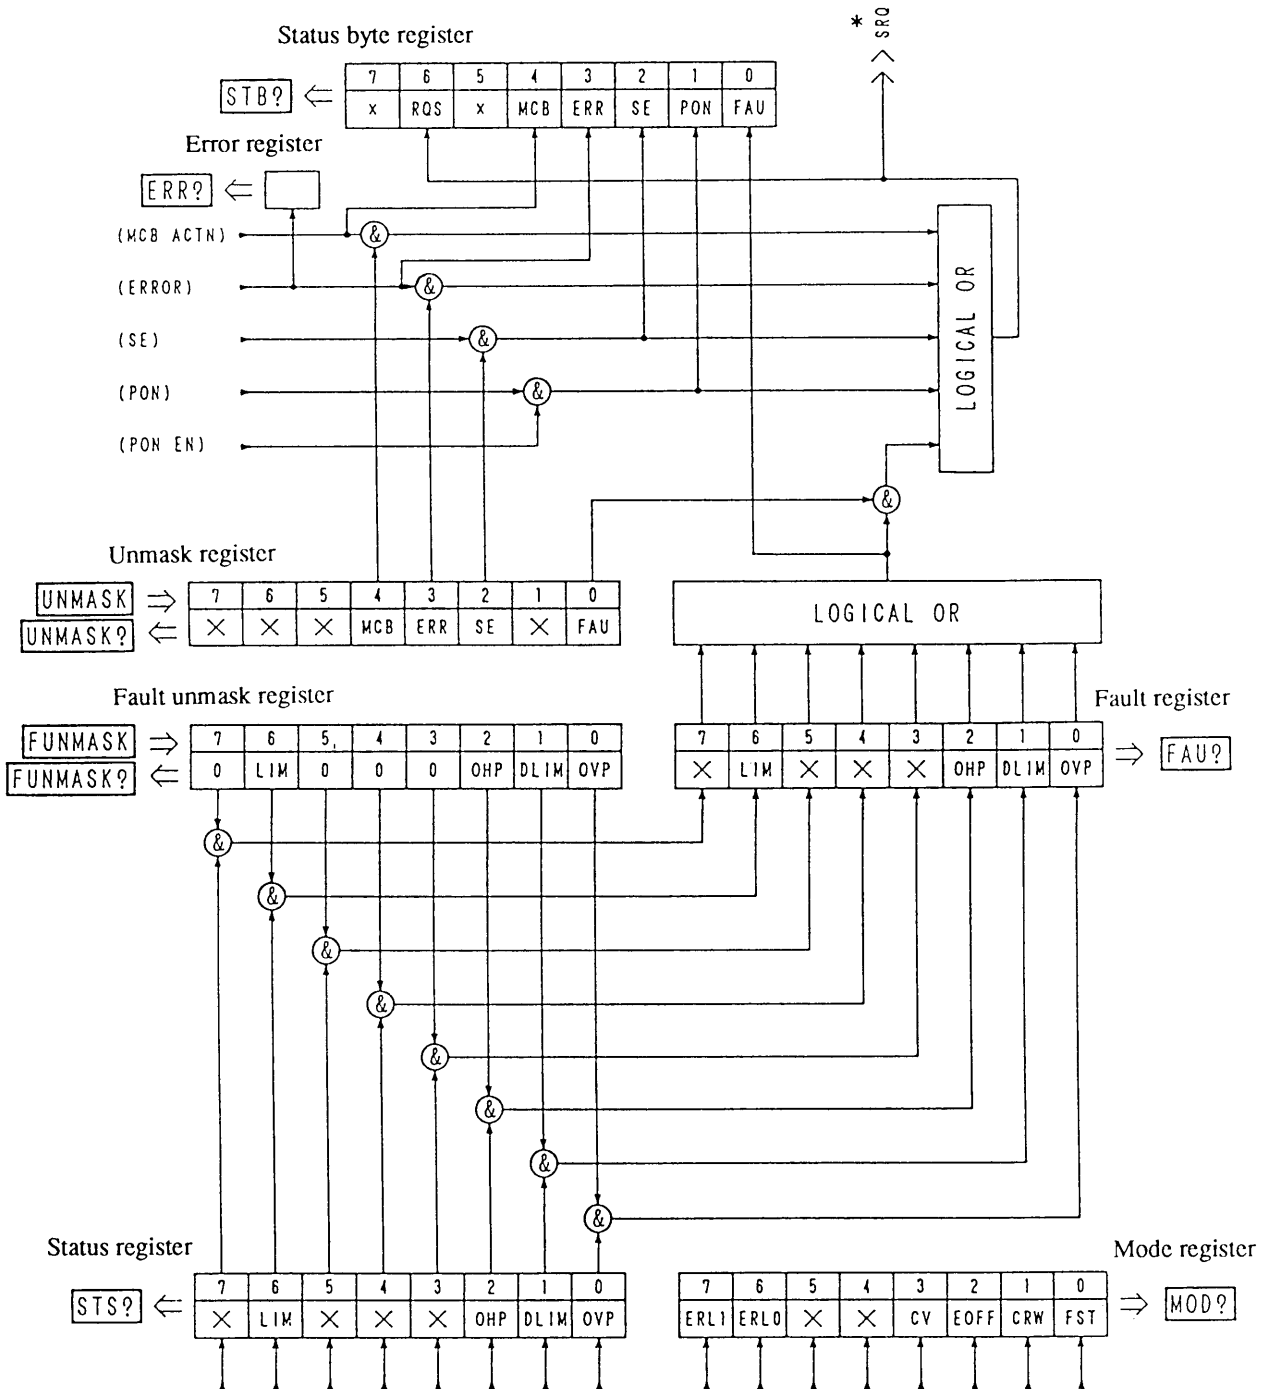 * SRQ
Status byte register
7 6 5 4 3 2 1 0
STB?
x RQS x MCB ERR SE PON FAU
Error register
ERR?
(MCB ACTN) &
(ERROR) &
(SE) &
(PON) &
(PON EN)
LOGICAL OR
&
Unmask register
UNMASK
7 6 5 4 3 2 1 0
UNMASK?
X X X MCB ERR SE X FAU
LOGICAL OR
Fault unmask register
FUNMASK
7 6 5 4 3 2 1 0
FUNMASK?
0 LIM 0 0 0 OHP DLIM OVP
Fault register
7 6 5 4 3 2 1 0
X LIM X X X OHP DLIM OVP
FAU?
&
&
&
&
&
&
&
&
Status register
7 6 5 4 3 2 1 0
STS?
X LIM X X X OHP DLIM OVP
Mode register
7 6 5 4 3 2 1 0
ERL1 ERL0 X X CV EOFF CRW FST
MOD?